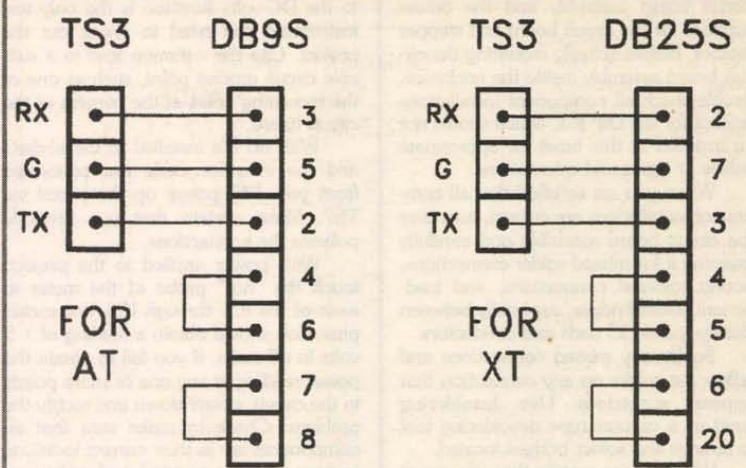 TS3 DB9S
RX 3
G 5
TX 2
4
FOR 6
AT 7
8
TS3 DB25S
RX 2
G 7
TX 3
4
FOR 5
XT 6
20